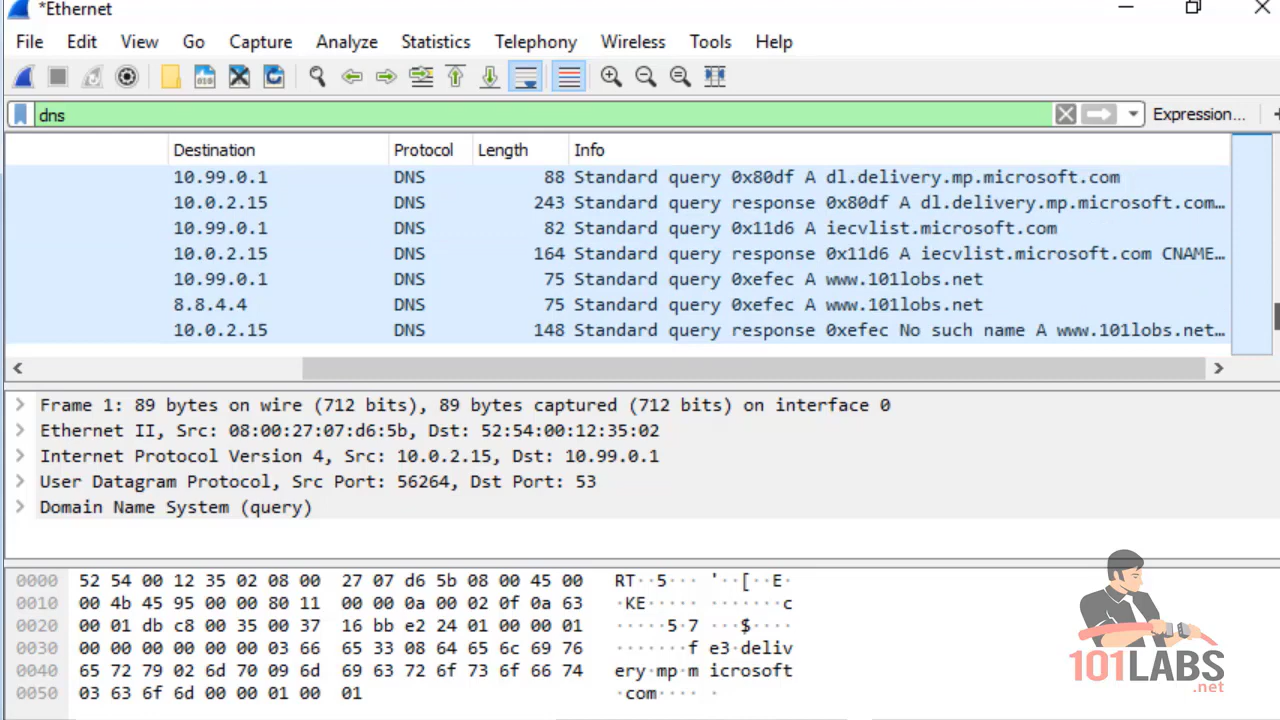 *Ethernet
File Edit View Go Capture Analyze Statistics Telephony Wireless Tools Help
dns Expression... +
Destination Protocol Length Info
10.99.0.1 DNS 88 Standard query 0x80df A dl.delivery.mp.microsoft.com
10.0.2.15 DNS 243 Standard query response 0x80df A dl.delivery.mp.microsoft.com…
10.99.0.1 DNS 82 Standard query 0x11d6 A iecvlist.microsoft.com
10.0.2.15 DNS 164 Standard query response 0x11d6 A iecvlist.microsoft.com CNAME…
10.99.0.1 DNS 75 Standard query 0xefec A www.101lobs.net
8.8.4.4 DNS 75 Standard query 0xefec A www.101lobs.net
10.0.2.15 DNS 148 Standard query response 0xefec No such name A www.101lobs.net…
Frame 1: 89 bytes on wire (712 bits), 89 bytes captured (712 bits) on interface 0
Ethernet II, Src: 08:00:27:07:d6:5b, Dst: 52:54:00:12:35:02
Internet Protocol Version 4, Src: 10.0.2.15, Dst: 10.99.0.1
User Datagram Protocol, Src Port: 56264, Dst Port: 53
Domain Name System (query)
0000 52 54 00 12 35 02 08 00 27 07 d6 5b 08 00 45 00 RT··5··· '··[··E·
0010 00 4b 45 95 00 00 80 11 00 00 0a 00 02 0f 0a 63 ·KE····· ·······c
0020 00 01 db c8 00 35 00 37 16 bb e2 24 01 00 00 01 ·····5·7 ···$····
0030 00 00 00 00 00 00 03 66 65 33 08 64 65 6c 69 76 ·······f e3·deliv
0040 65 72 79 02 6d 70 09 6d 69 63 72 6f 73 6f 66 74 ery·mp·m icrosoft
0050 03 63 6f 6d 00 00 01 00 01 ·com···· ·
101LABS
.net